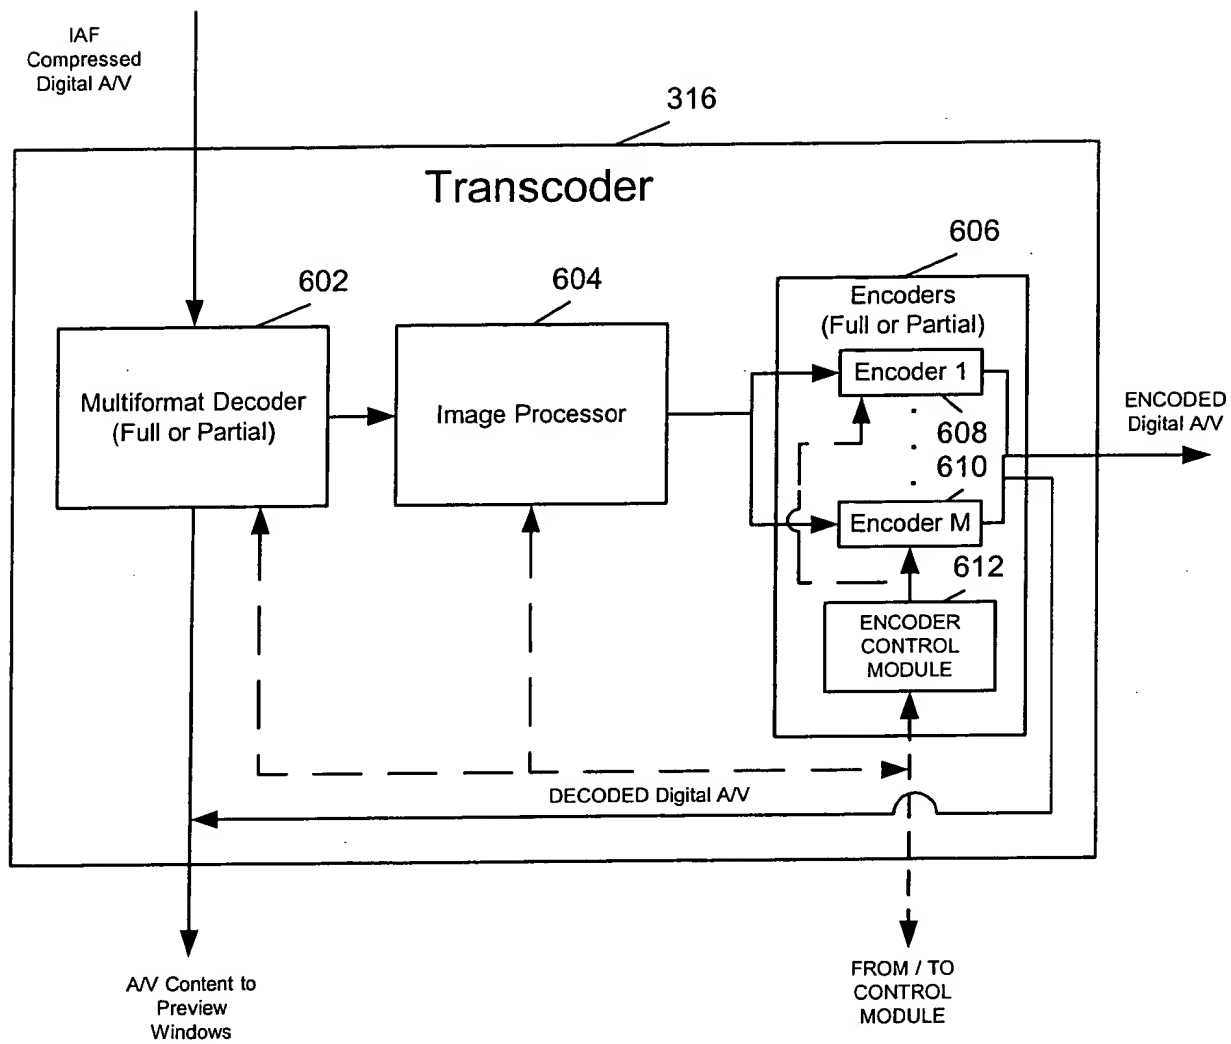 IAF
Compressed
Digital A/V
316
Transcoder
602
604
606
Multiformat Decoder
(Full or Partial)
Image Processor
Encoders
(Full or Partial)
Encoder 1
608
610
Encoder M
612
ENCODER
CONTROL
MODULE
ENCODED
Digital A/V
DECODED Digital A/V
A/V Content to
Preview
Windows
FROM / TO
CONTROL
MODULE